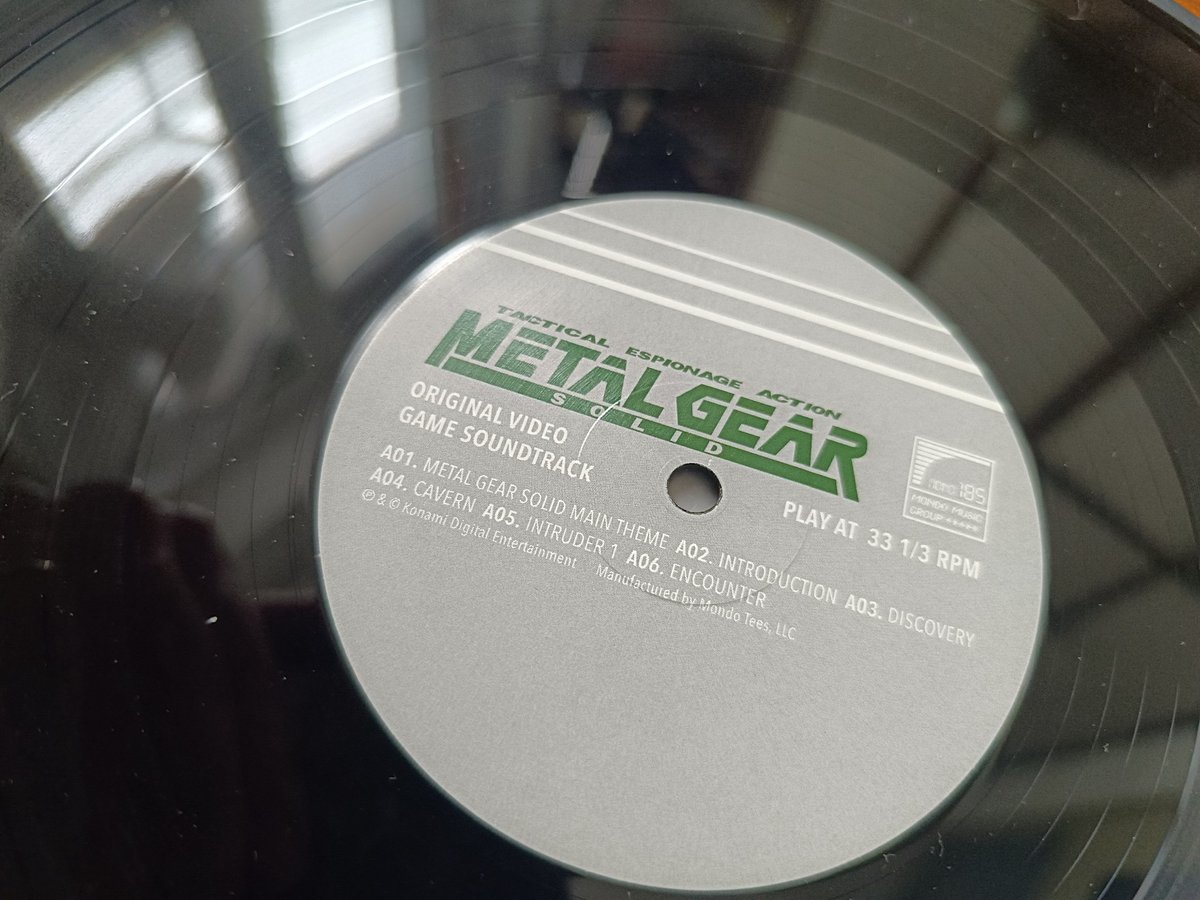 TACTICAL ESPIONAGE ACTION
METAL GEAR
SOLID
ORIGINAL VIDEO
GAME SOUNDTRACK
PLAY AT 33 1/3 RPM
185
MONDO MUSIC
GROUP
A01. METAL GEAR SOLID MAIN THEME A02. INTRODUCTION A03. DISCOVERY
A04. CAVERN A05. INTRUDER 1 A06. ENCOUNTER
℗ & © Konami Digital Entertainment Manufactured by Mondo Tees, LLC